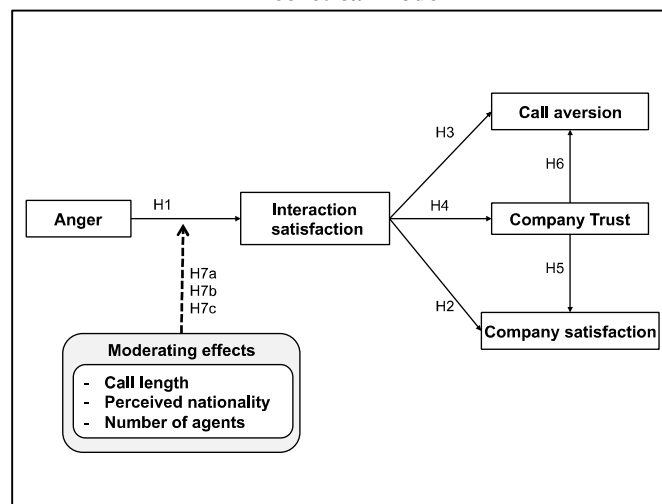 Call aversion
H3
H6
H1
Anger
Interaction
satisfaction
H4
Company Trust
H7a
H7b
H7c
H5
H2
Company satisfaction
Moderating effects
- Call length
- Perceived nationality
- Number of agents